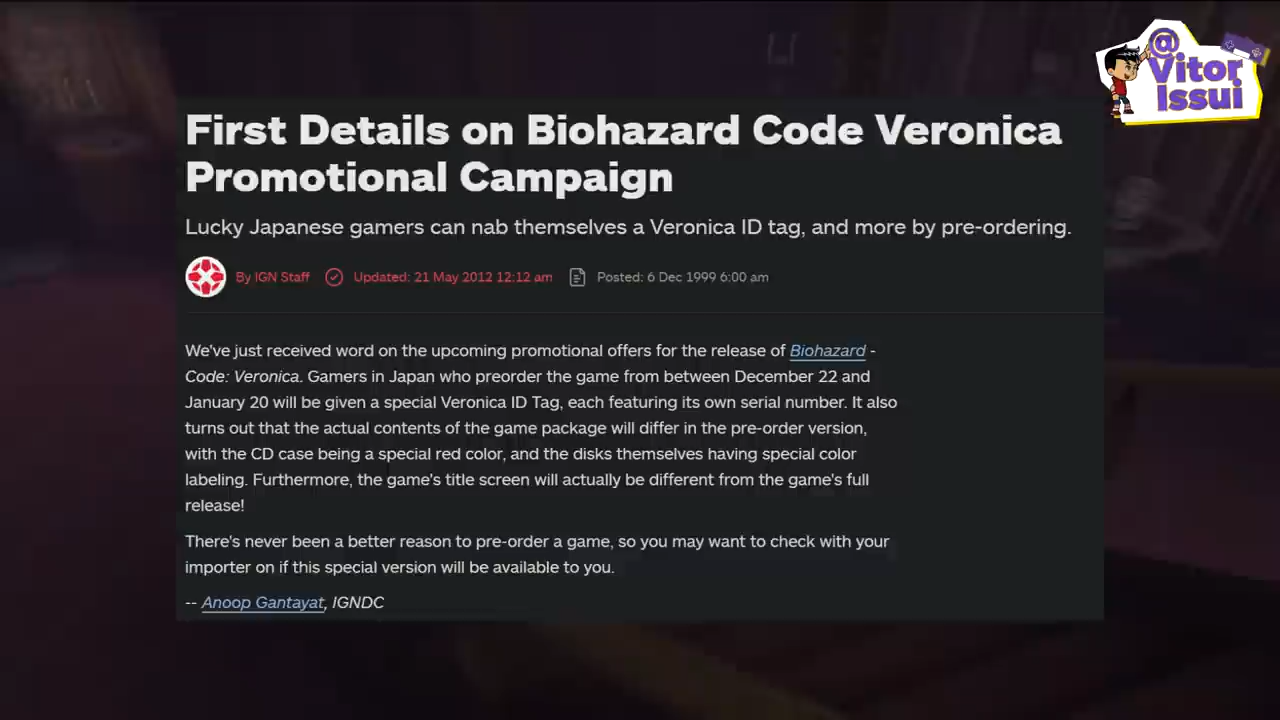 @
Vitor
Issui
First Details on Biohazard Code Veronica
Promotional Campaign
Lucky Japanese gamers can nab themselves a Veronica ID tag, and more by pre-ordering.
By IGN Staff Updated: 21 May 2012 12:12 am Posted: 6 Dec 1999 6:00 am
We've just received word on the upcoming promotional offers for the release of Biohazard -
Code: Veronica. Gamers in Japan who preorder the game from between December 22 and
January 20 will be given a special Veronica ID Tag, each featuring its own serial number. It also
turns out that the actual contents of the game package will differ in the pre-order version,
with the CD case being a special red color, and the disks themselves having special color
labeling. Furthermore, the game's title screen will actually be different from the game's full
release!
There's never been a better reason to pre-order a game, so you may want to check with your
importer on if this special version will be available to you.
-- Anoop Gantayat, IGNDC